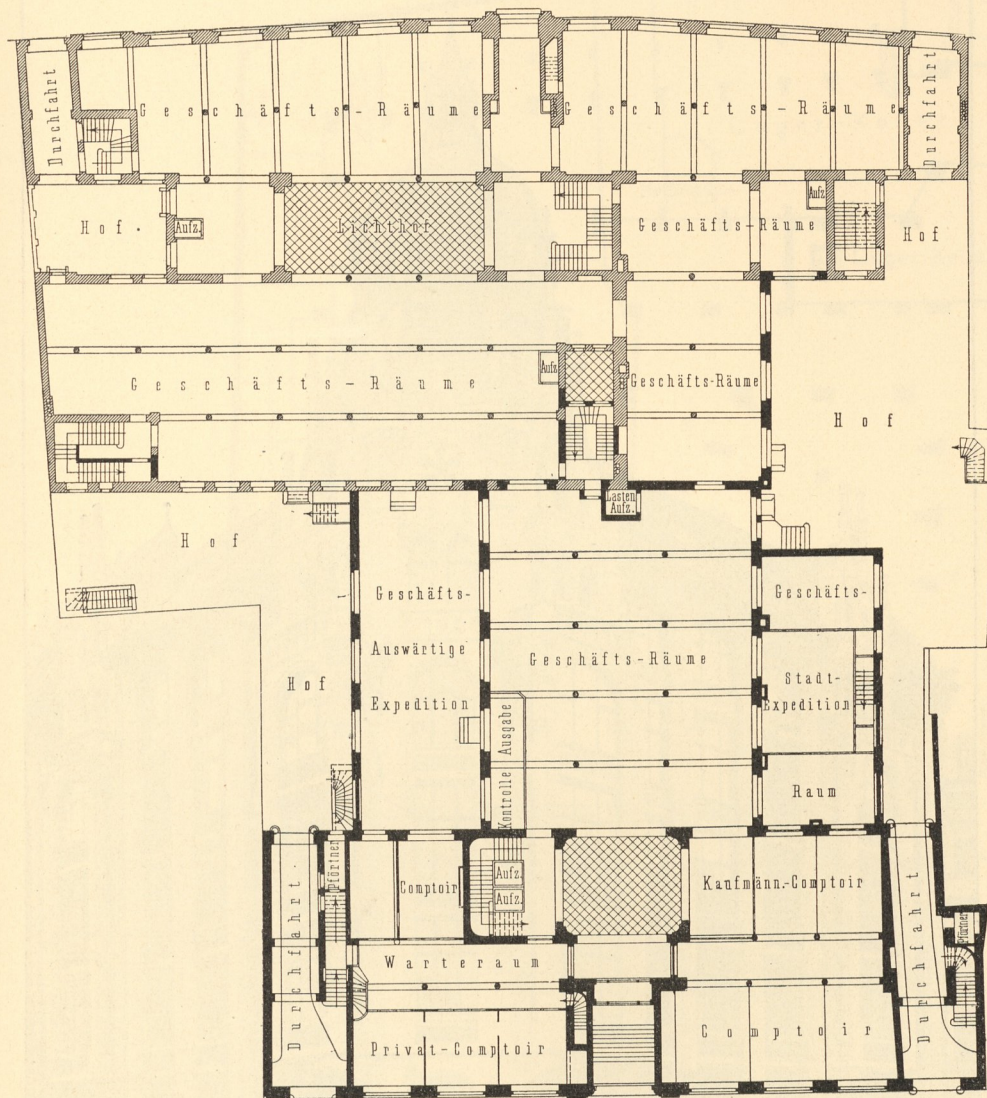 Durchfahrt
Geschäfts-Räume
Geschäfts-Räume
Durchfahrt
Hof.
Aufz.
Lichthof
Geschäfts-Räume
Aufz
Hof
Geschäfts-Räume
Aufz
Geschäfts-Räume
Hof
Lasten
Aufz.
Hof
Geschäfts-
Auswärtige
Expedition
Geschäfts-Räume
Geschäfts-
Stadt-
Expedition
Raum
Hof
Kontrolle Ausgabe
Pförtner
Comptoir
Aufz.
Aufz.
Kaufmänn.-Comptoir
Pförtner
Durchfahrt
Warteraum
Durchfahrt
Privat-Comptoir
Comptoir